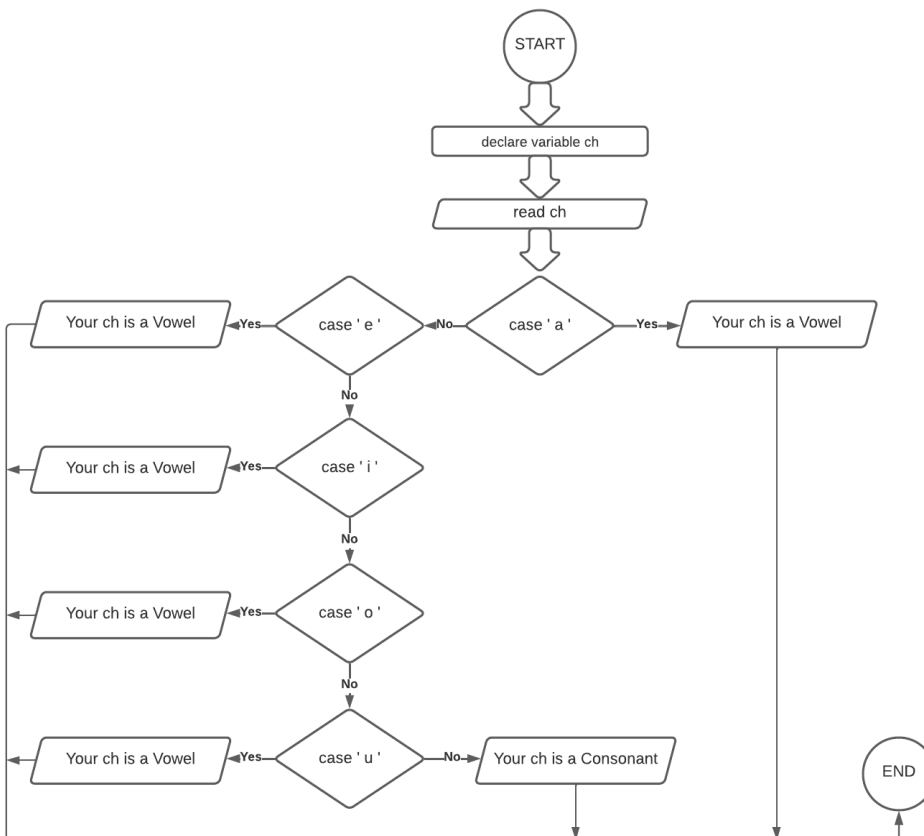 START
declare variable ch
read ch
Your ch is a Vowel
Yes
case ' e '
No
case ' a '
Yes
Your ch is a Vowel
No
Your ch is a Vowel
Yes
case ' i '
No
Your ch is a Vowel
Yes
case ' o '
No
Your ch is a Vowel
Yes
case ' u '
No
Your ch is a Consonant
END